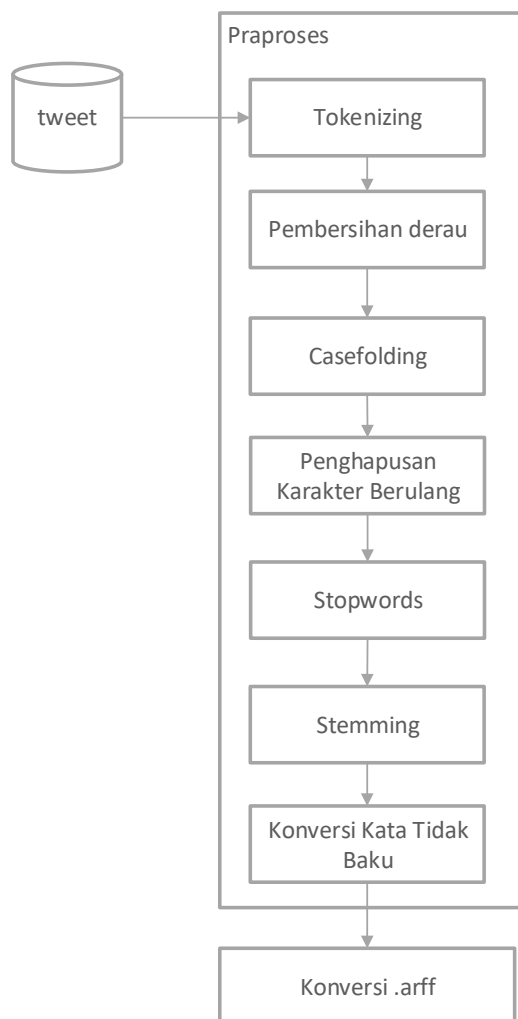 Praproses
tweet
Tokenizing
Pembersihan derau
Casefolding
Penghapusan
Karakter Berulang
Stopwords
Stemming
Konversi Kata Tidak
Baku
Konversi .arff